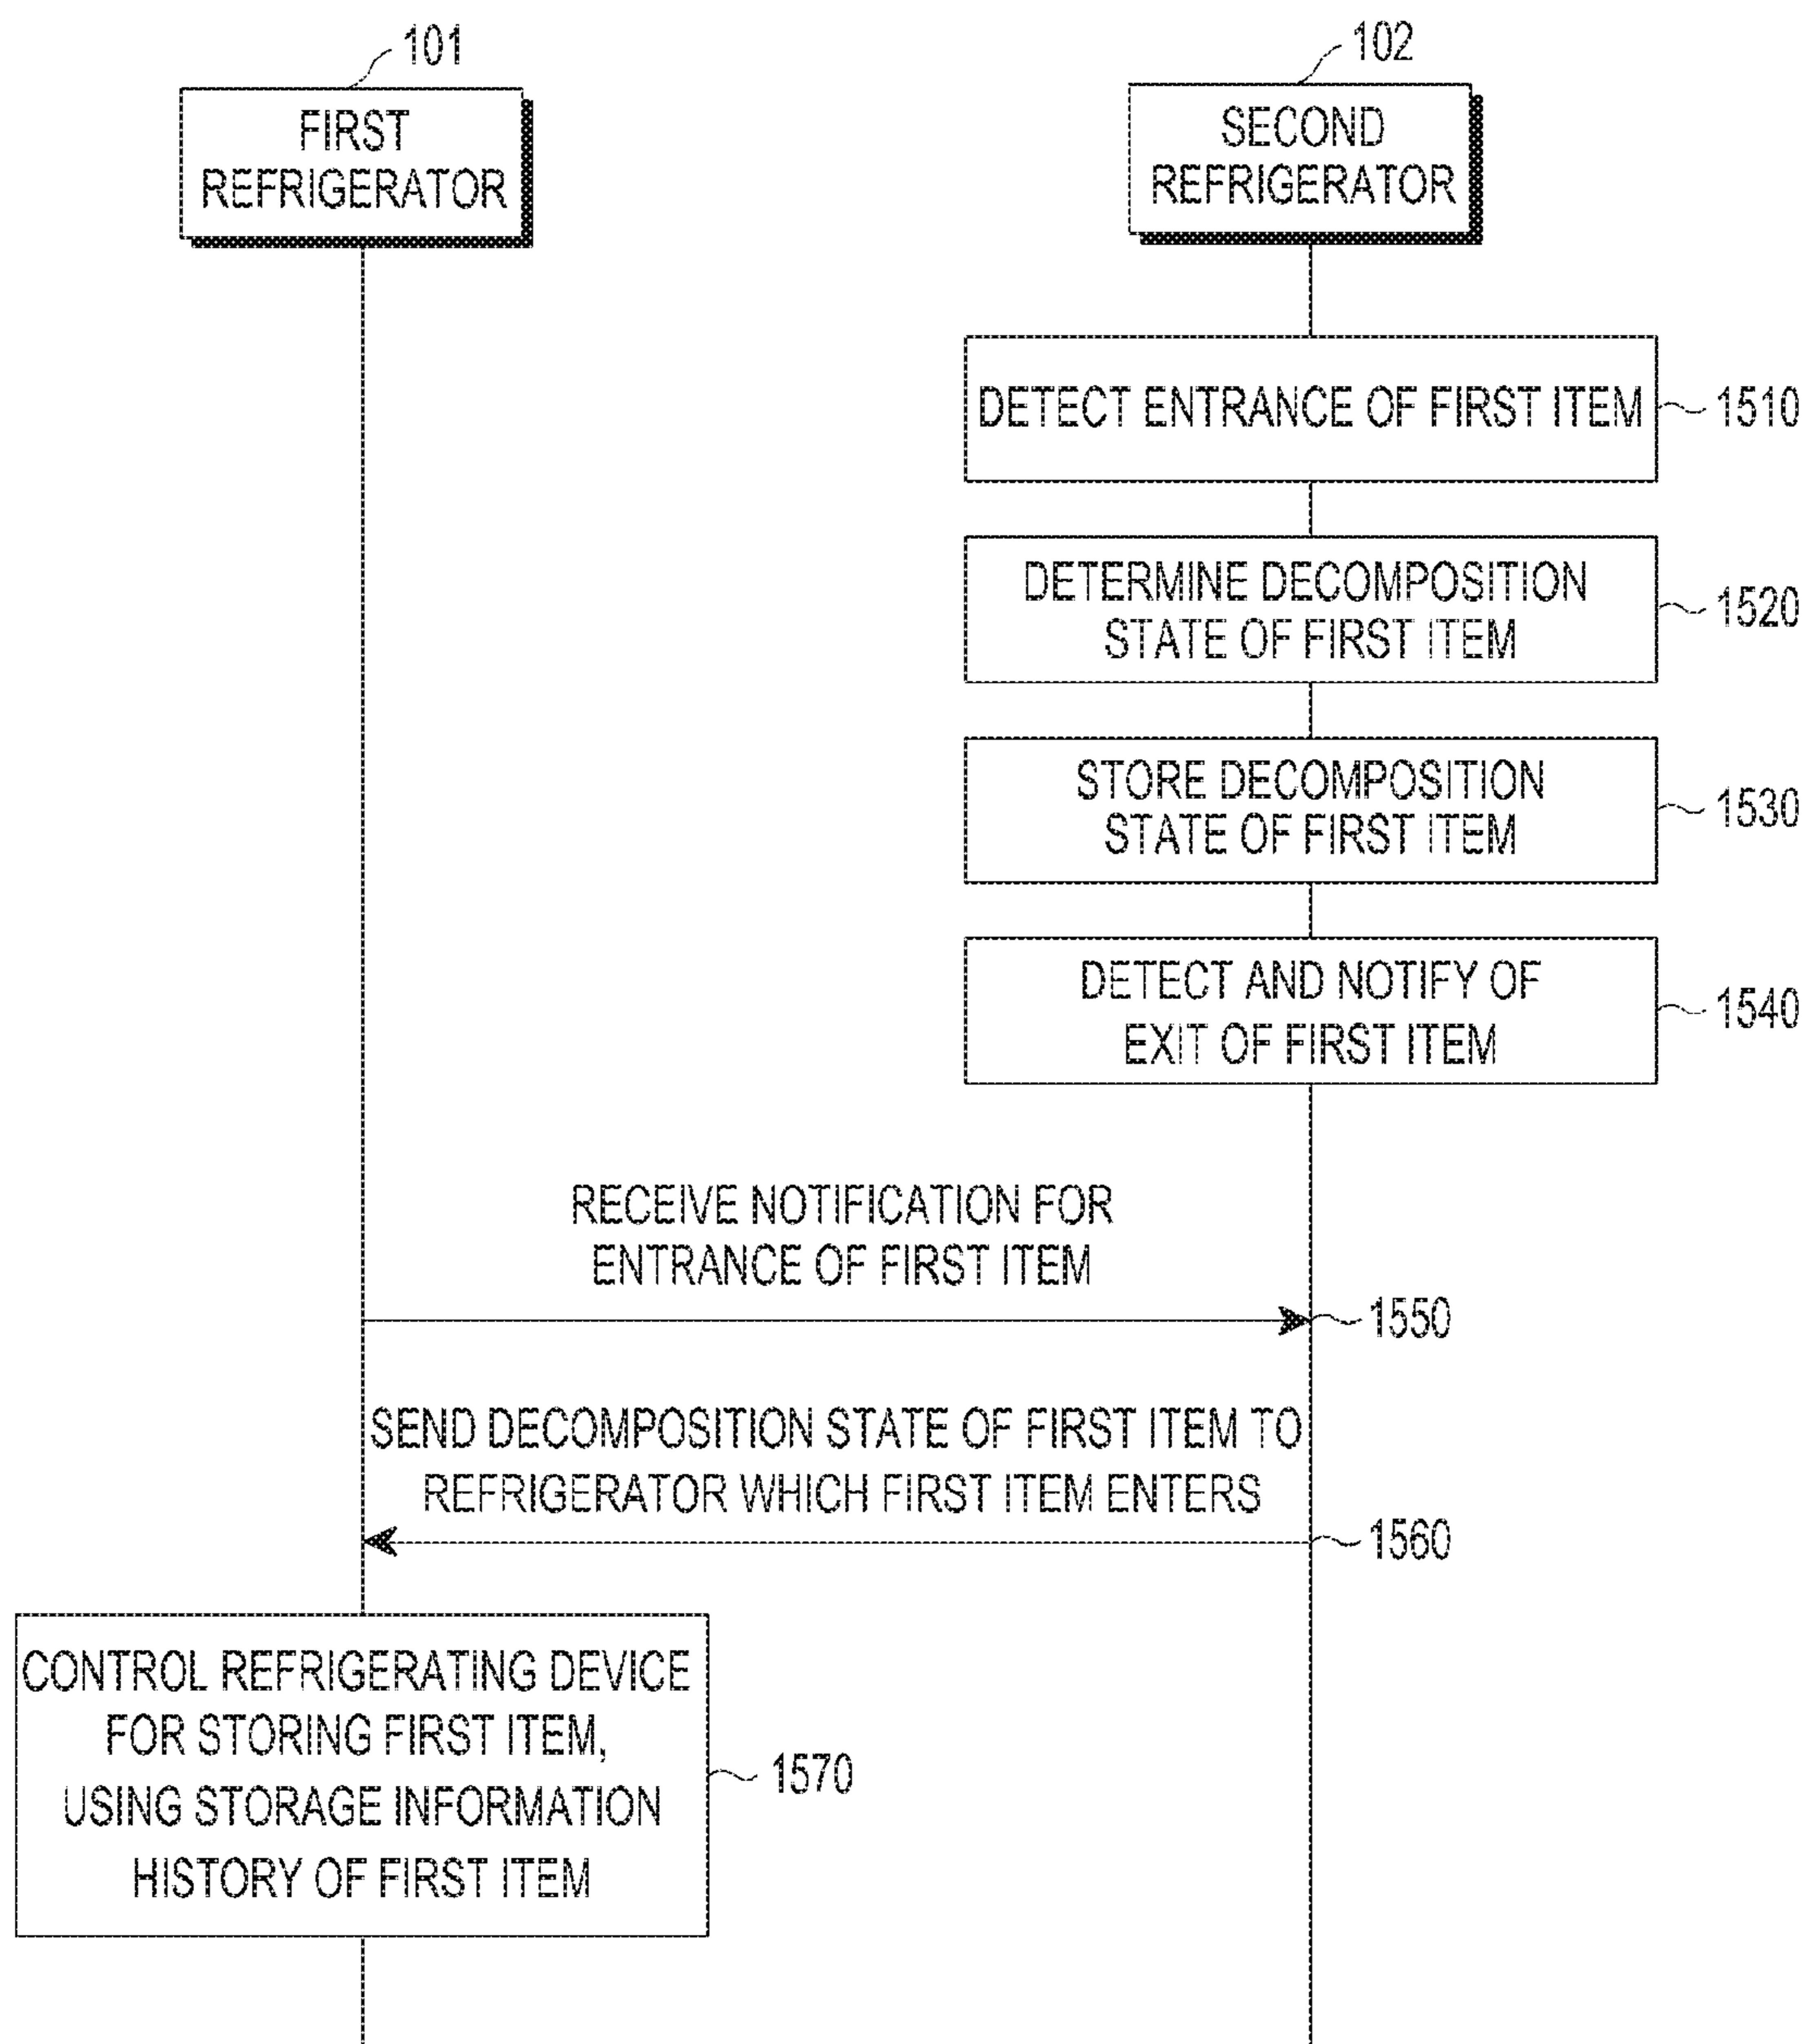 101
FIRST
REFRIGERATOR
102
SECOND
REFRIGERATOR
DETECT ENTRANCE OF FIRST ITEM
1510
DETERMINE DECOMPOSITION
STATE OF FIRST ITEM
1520
STORE DECOMPOSITION
STATE OF FIRST ITEM
1530
DETECT AND NOTIFY OF
EXIT OF FIRST ITEM
1540
RECEIVE NOTIFICATION FOR
ENTRANCE OF FIRST ITEM
1550
SEND DECOMPOSITION STATE OF FIRST ITEM TO
REFRIGERATOR WHICH FIRST ITEM ENTERS
1560
CONTROL REFRIGERATING DEVICE
FOR STORING FIRST ITEM,
USING STORAGE INFORMATION
HISTORY OF FIRST ITEM
1570